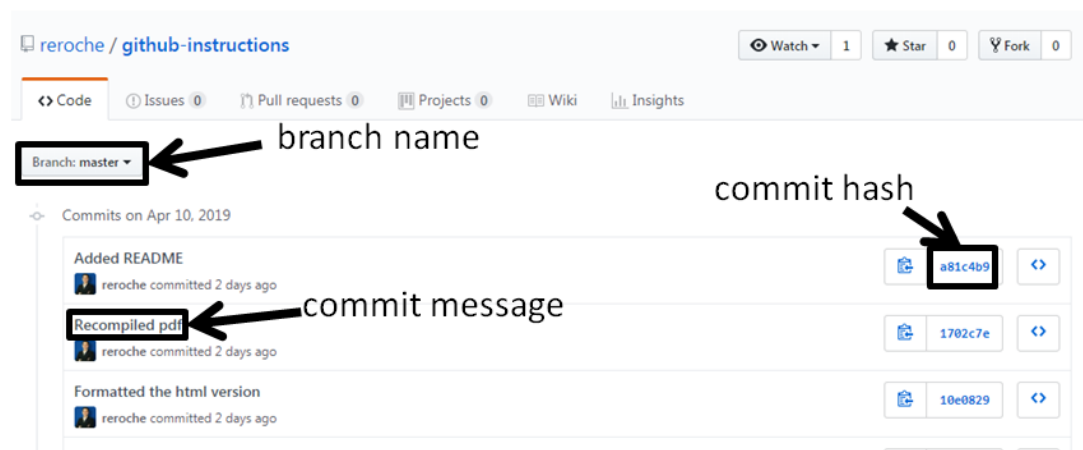 reroche / github-instructions
Watch 1 Star 0 Fork 0
Code Issues 0 Pull requests 0 Projects 0 Wiki Insights
branch name
Branch: master
commit hash
Commits on Apr 10, 2019
Added README
a81c4b9
reroche committed 2 days ago
commit message
Recompiled pdf
1702c7e
reroche committed 2 days ago
Formatted the html version
10e0829
reroche committed 2 days ago